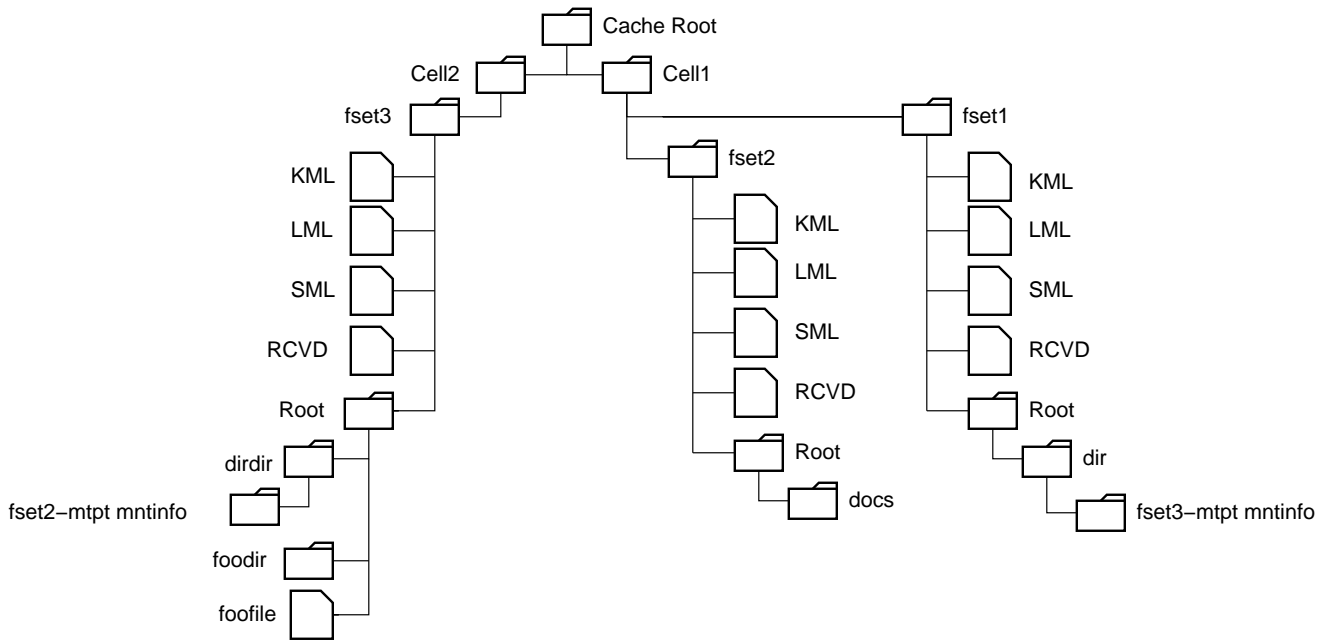 Cache Root
Cell2
Cell1
fset3
fset1
fset2
KML
LML
SML
RCVD
Root
dirdir
fset2−mtpt mntinfo
foodir
foofile
KML
LML
SML
RCVD
Root
docs
KML
LML
SML
RCVD
Root
dir
fset3−mtpt mntinfo